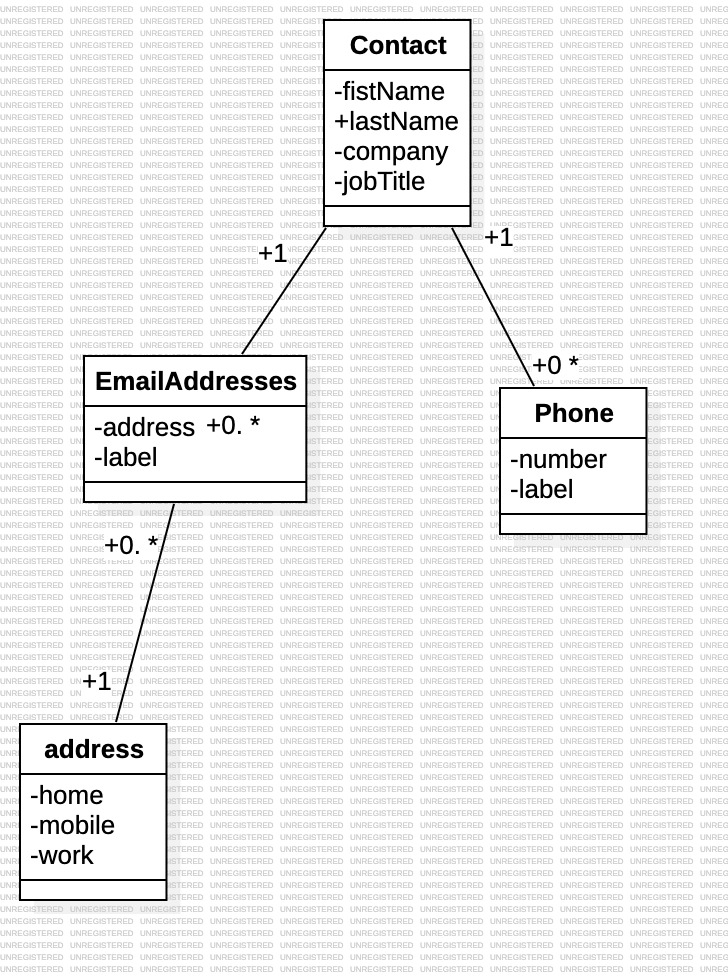 Contact
-fistName
+lastName
-company
-jobTitle
+1
+1
+0 *
EmailAddresses
-address +0. *
-label
Phone
-number
-label
+0. *
+1
address
-home
-mobile
-work
UNREGISTERED